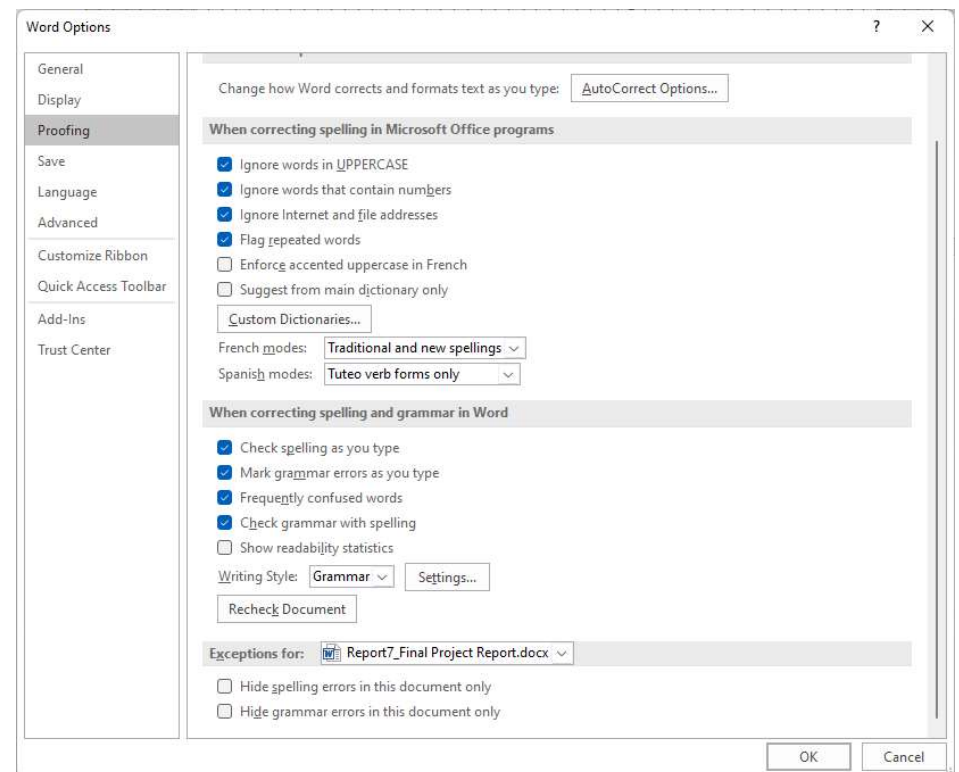 Word Options
?
General
Display
Proofing
Save
Language
Advanced
Customize Ribbon
Quick Access Toolbar
Add-Ins
Trust Center
Change how Word corrects and formats text as you type: AutoCorrect Options...
When correcting spelling in Microsoft Office programs
Ignore words in UPPERCASE
Ignore words that contain numbers
Ignore Internet and file addresses
Flag repeated words
Enforce accented uppercase in French
Suggest from main dictionary only
Custom Dictionaries...
French modes: Traditional and new spellings
Spanish modes: Tuteo verb forms only
When correcting spelling and grammar in Word
Check spelling as you type
Mark grammar errors as you type
Frequently confused words
Check grammar with spelling
Show readability statistics
Writing Style: Grammar Settings...
Recheck Document
Exceptions for: Report7_Final Project Report.docx
Hide spelling errors in this document only
Hide grammar errors in this document only
OK Cancel